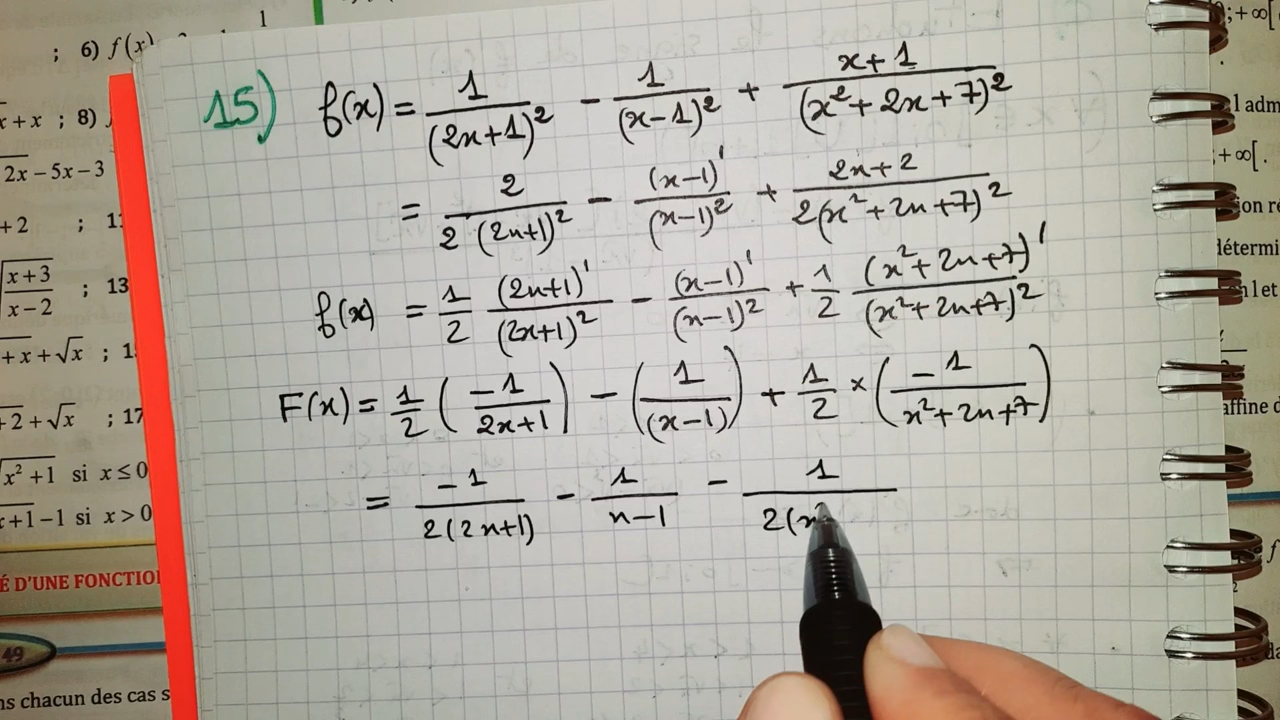 1
; 6) f(x)
x + x ; 8)
2x − 5x − 3
+ 2 ;
x + 3
x − 2
; 13
+ x + √x ;
+ 2 + √x ; 17
x² + 1 si x ≤ 0
x + 1 − 1 si x > 0
É D'UNE FONCTIO
49
ns chacun des cas s
15) f(x) = 1/(2x+1)² − 1/(x−1)² + (x+1)/(x²+2x+7)²
= 2/(2(2x+1)²) − (x−1)'/(x−1)² + (2x+2)/(2(x²+2x+7)²)
f(x) = 1/2 (2x+1)'/(2x+1)² − (x−1)'/(x−1)² + 1/2 (x²+2x+7)'/(x²+2x+7)²
F(x) = 1/2 (−1/(2x+1)) − (1/(x−1)) + 1/2 × (−1/(x²+2x+7))
= −1/(2(2x+1)) − 1/(x−1) − 1/(2(x²
; +∞[
l adm
+∞[ .
ion re
détermi
n l et
affine d
f